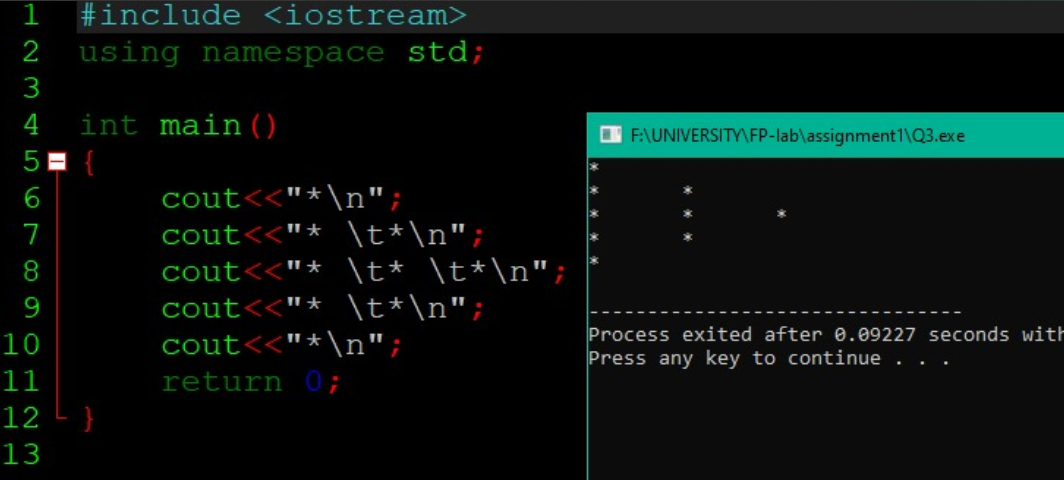 1 #include <iostream>
2 using namespace std;
3
4 int main()
5 {
6 cout<<"*\n";
7 cout<<"* \t*\n";
8 cout<<"* \t* \t*\n";
9 cout<<"* \t*\n";
10 cout<<"*\n";
11 return 0;
12 }
13
F:\UNIVERSITY\FP-lab\assignment1\Q3.exe
*
*       *
*       *       *
*       *
*
--------------------------------
Process exited after 0.09227 seconds with
Press any key to continue . . .